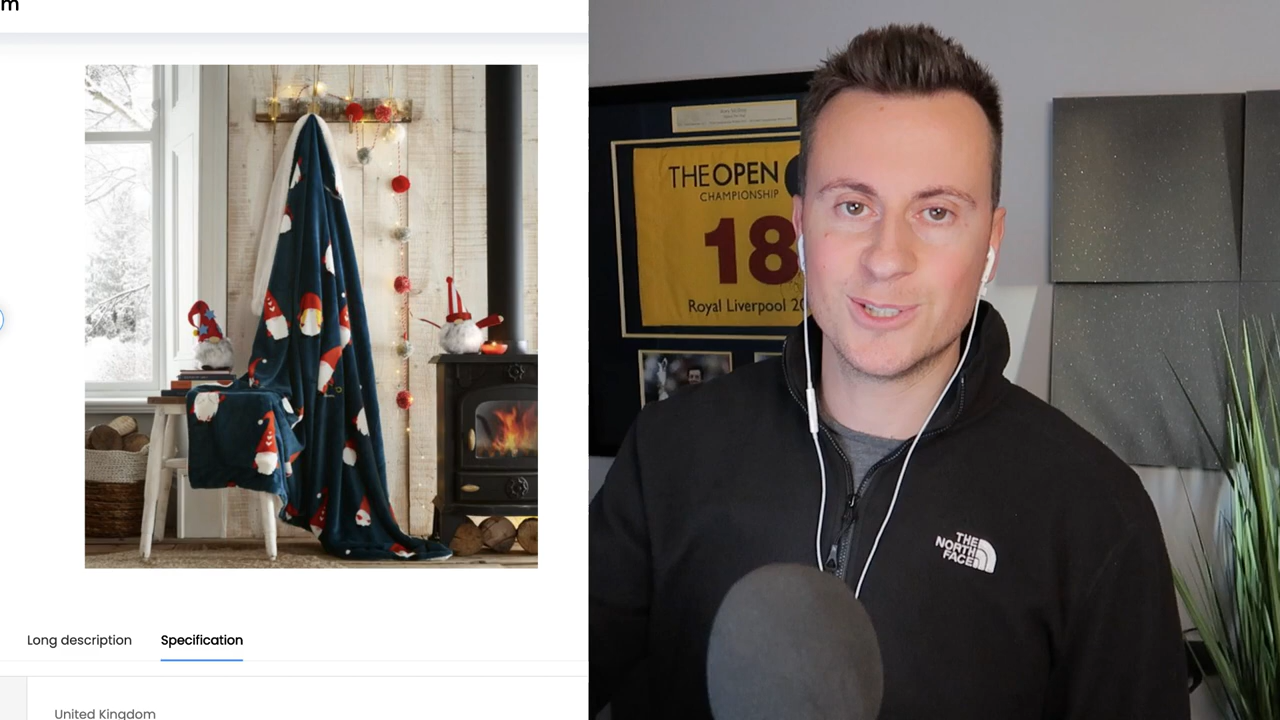 m
Long description
Specification
United Kingdom
THE OPEN
CHAMPIONSHIP
18
Royal Liverpool 20
THE
NORTH
FACE